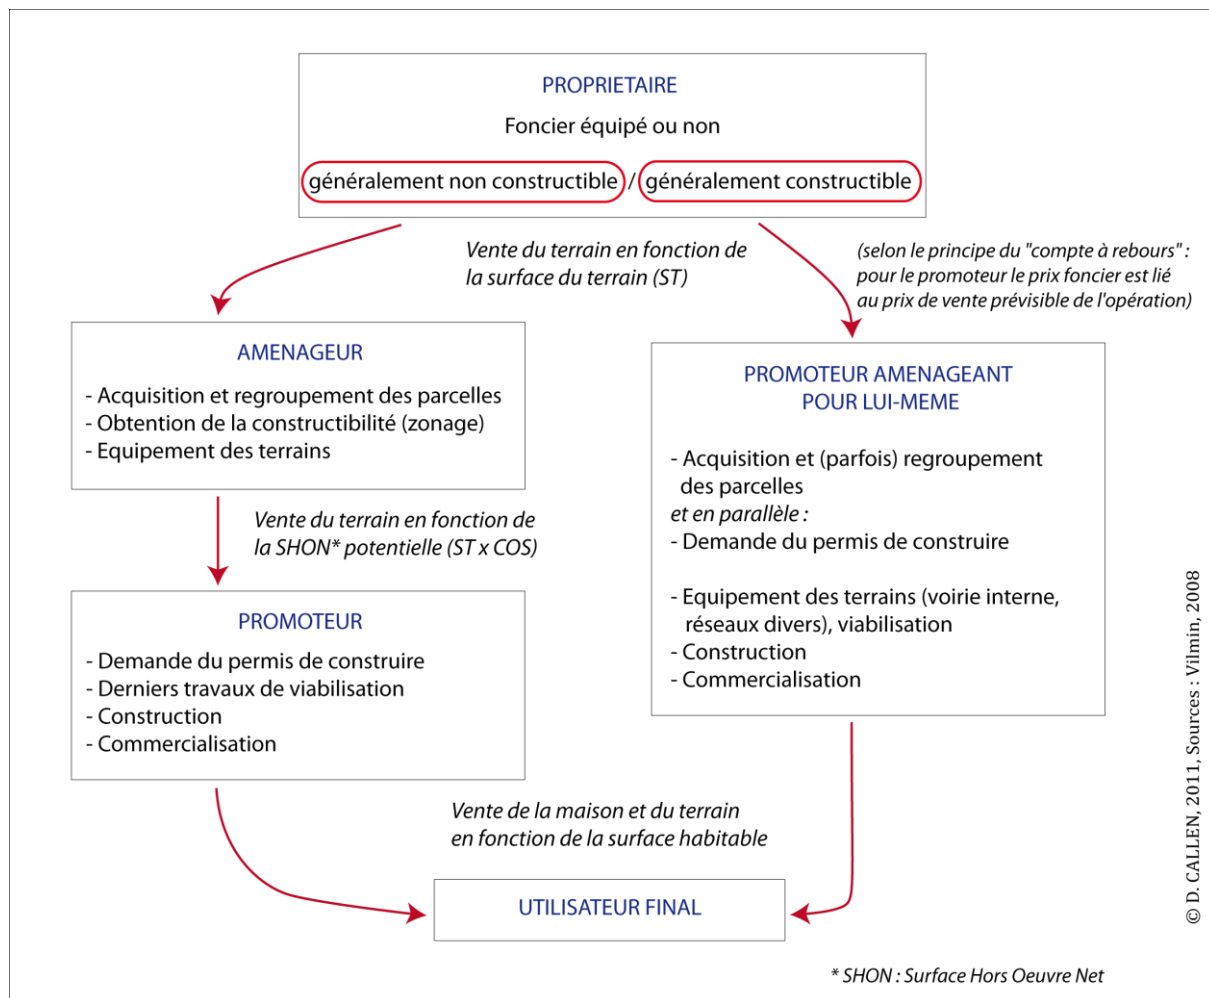 PROPRIETAIRE
Foncier équipé ou non
généralement non constructible / généralement constructible
Vente du terrain en fonction de
la surface du terrain (ST)
(selon le principe du "compte à rebours" :
pour le promoteur le prix foncier est lié
au prix de vente prévisible de l'opération)
AMENAGEUR
- Acquisition et regroupement des parcelles
- Obtention de la constructibilité (zonage)
- Equipement des terrains
PROMOTEUR AMENAGEANT
POUR LUI-MEME
- Acquisition et (parfois) regroupement
des parcelles
et en parallèle :
- Demande du permis de construire
- Equipement des terrains (voirie interne,
réseaux divers), viabilisation
- Construction
- Commercialisation
Vente du terrain en fonction de
la SHON* potentielle (ST x COS)
PROMOTEUR
- Demande du permis de construire
- Derniers travaux de viabilisation
- Construction
- Commercialisation
Vente de la maison et du terrain
en fonction de la surface habitable
UTILISATEUR FINAL
* SHON : Surface Hors Oeuvre Net
© D. CALLEN, 2011, Sources : Vilmin, 2008